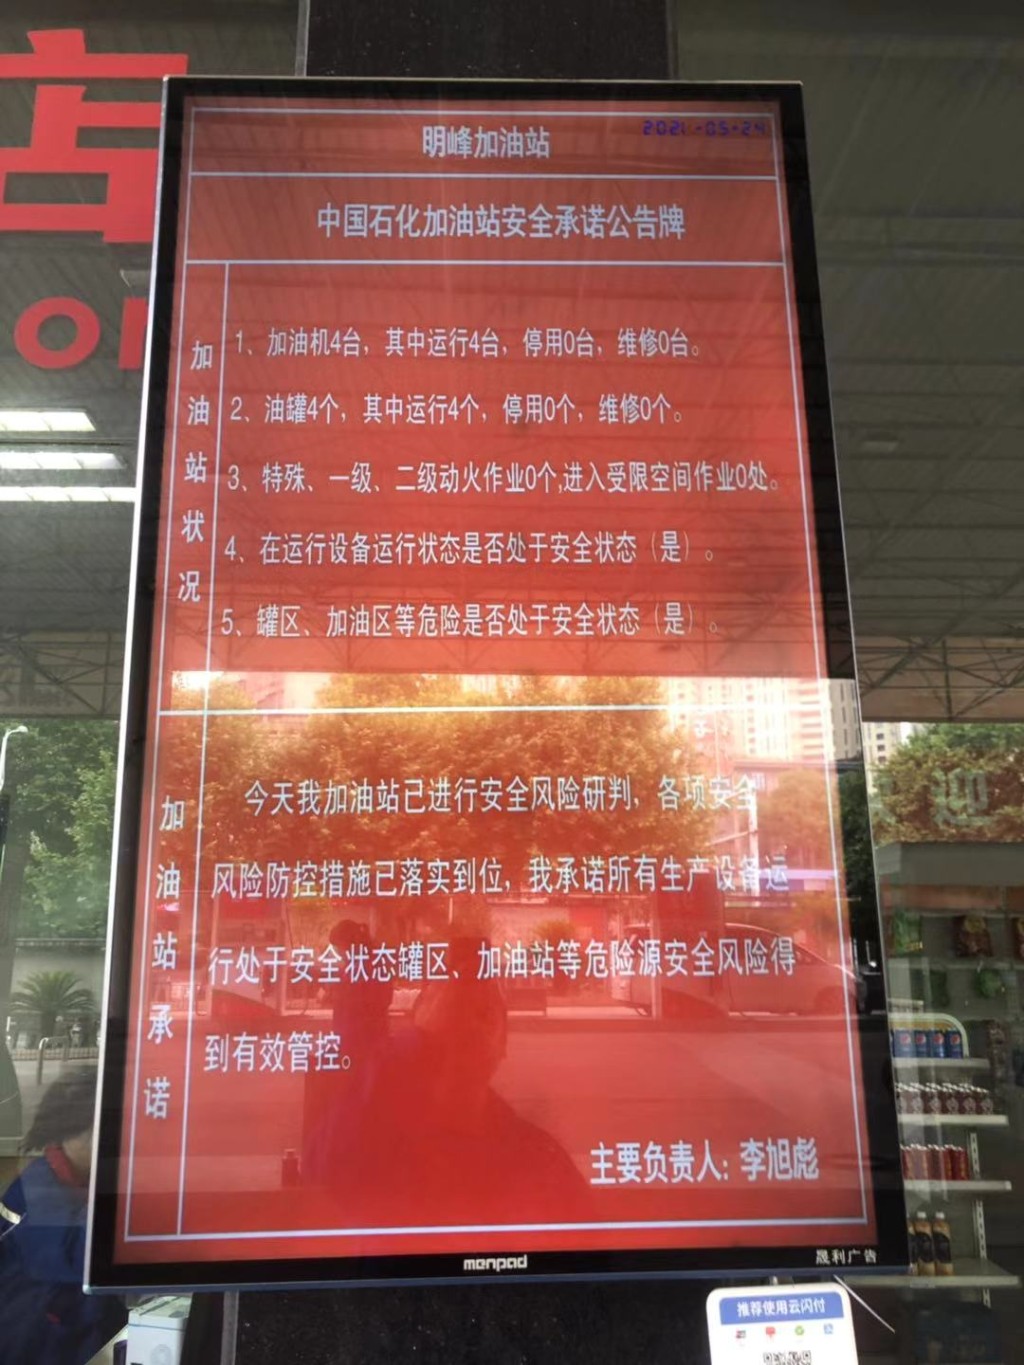 店
on
2021-05-24
明峰加油站
中国石化加油站安全承诺公告牌
加油站状况
1、加油机4台，其中运行4台，停用0台，维修0台。
2、油罐4个，其中运行4个，停用0个，维修0个。
3、特殊、一级、二级动火作业0个,进入受限空间作业0处。
4、在运行设备运行状态是否处于安全状态（是）。
5、罐区、加油区等危险是否处于安全状态（是）。
加油站承诺
今天我加油站已进行安全风险研判，各项安全
风险防控措施已落实到位，我承诺所有生产设备运
行处于安全状态罐区、加油站等危险源安全风险得
到有效管控。
主要负责人: 李旭彪
menpad
晟利广告
推荐使用云闪付
迎